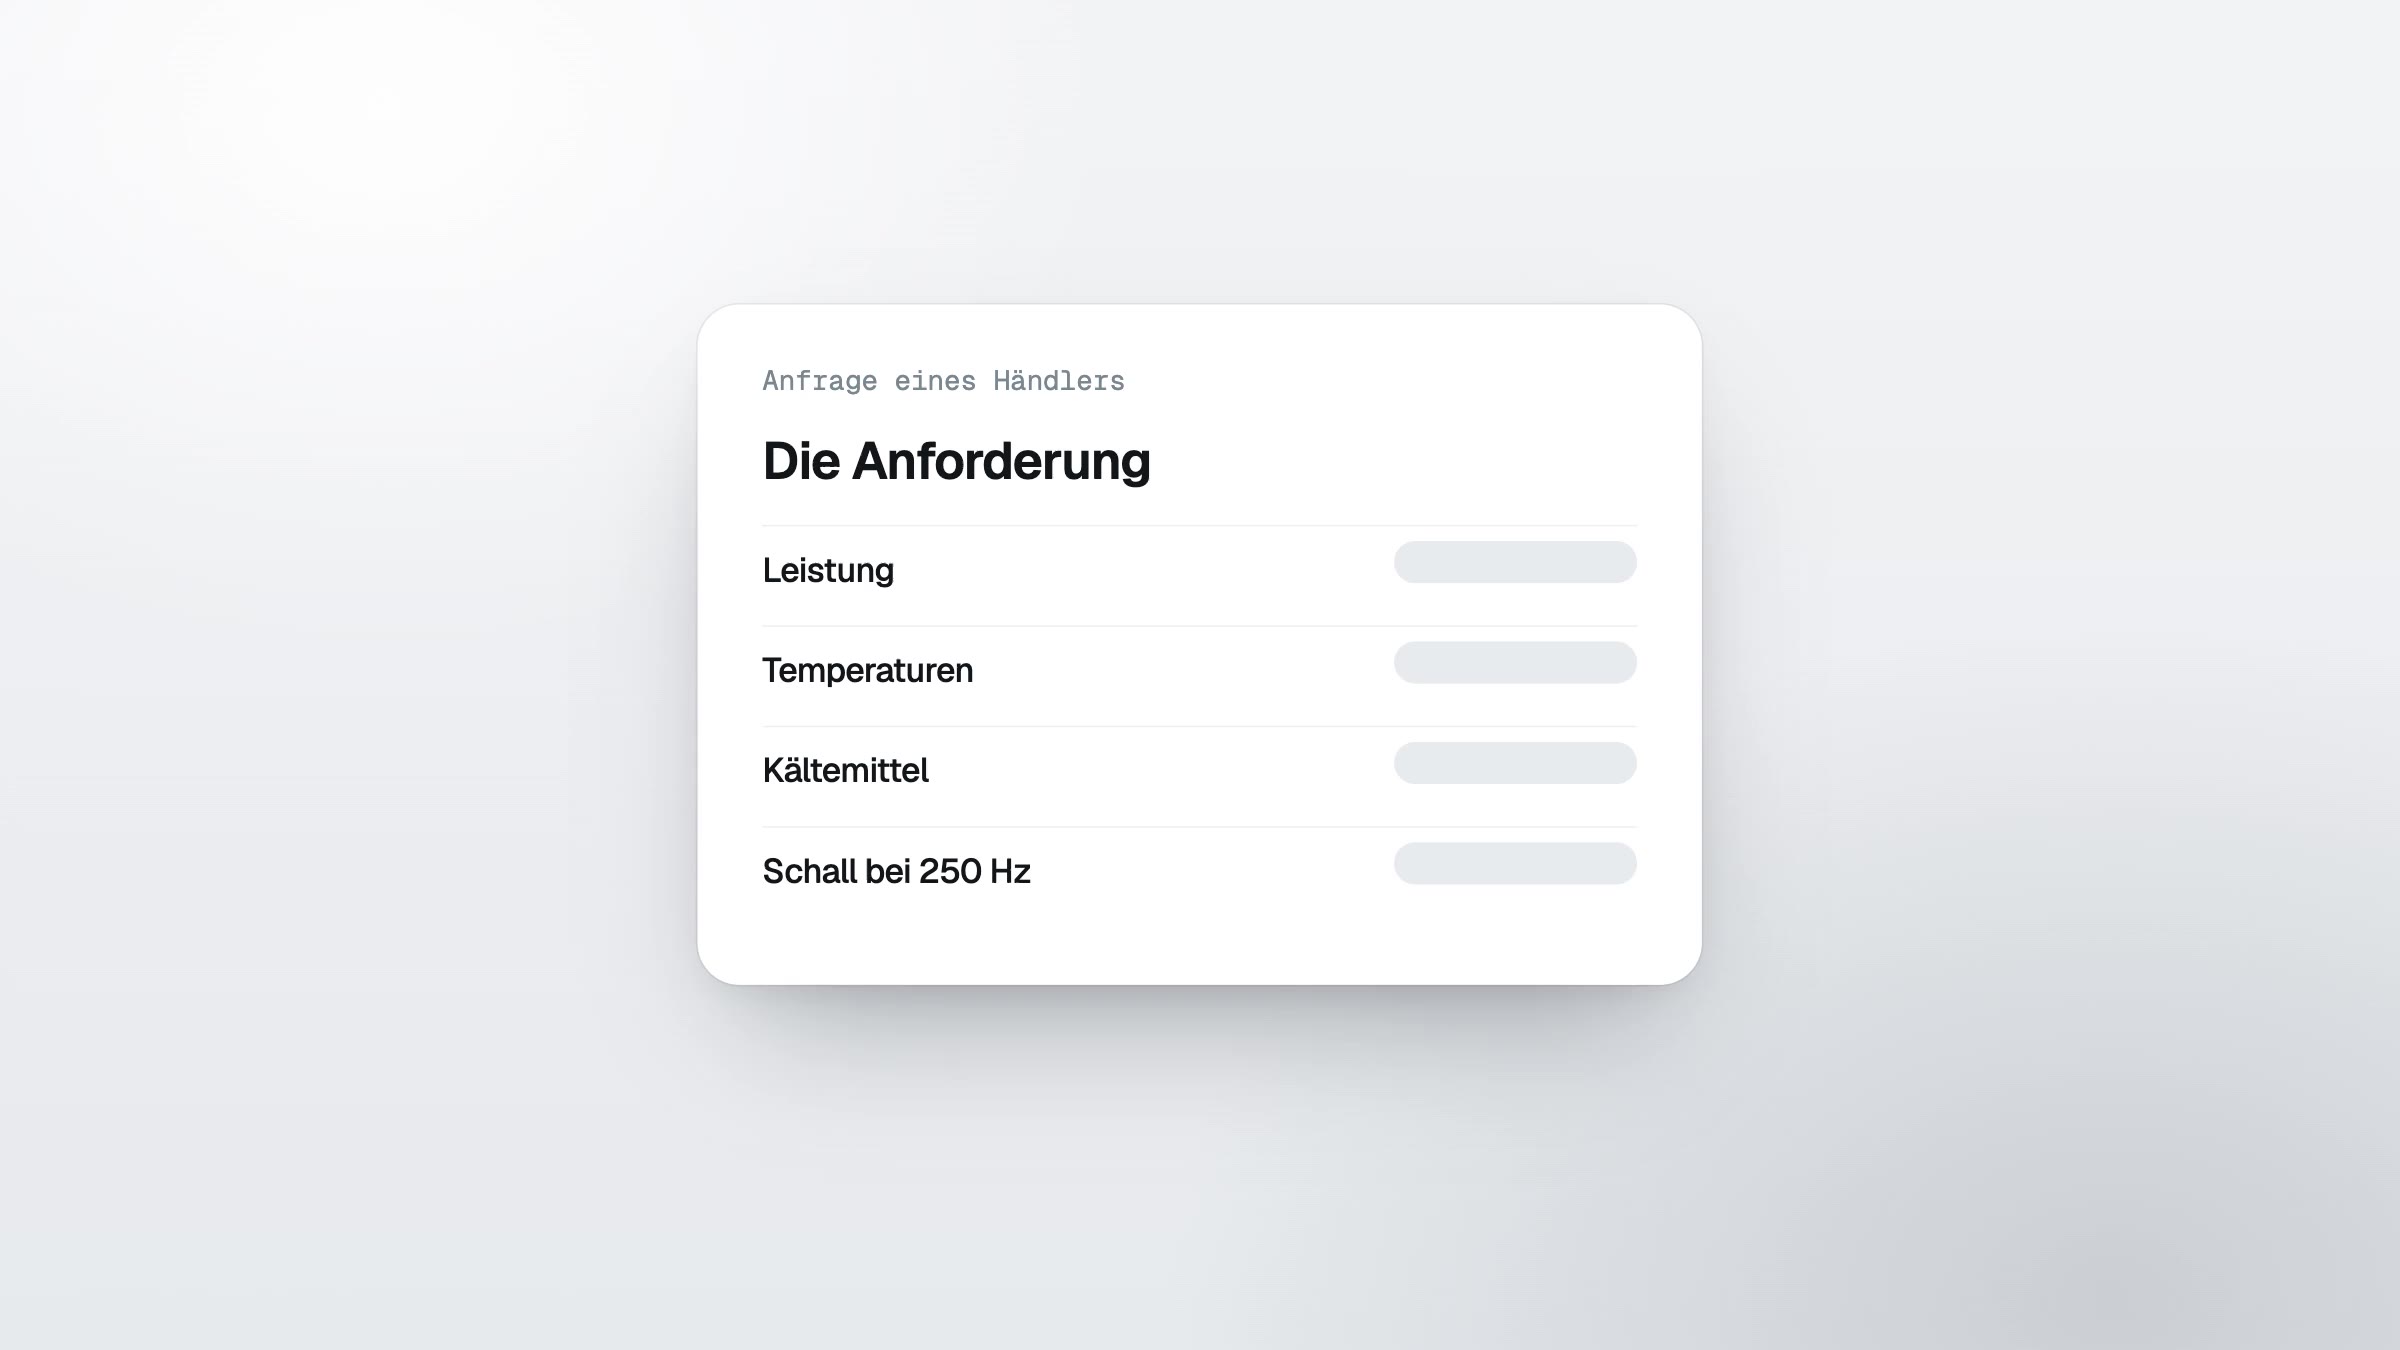 Anfrage eines Händlers
Die Anforderung
Leistung
Temperaturen
Kältemittel
Schall bei 250 Hz